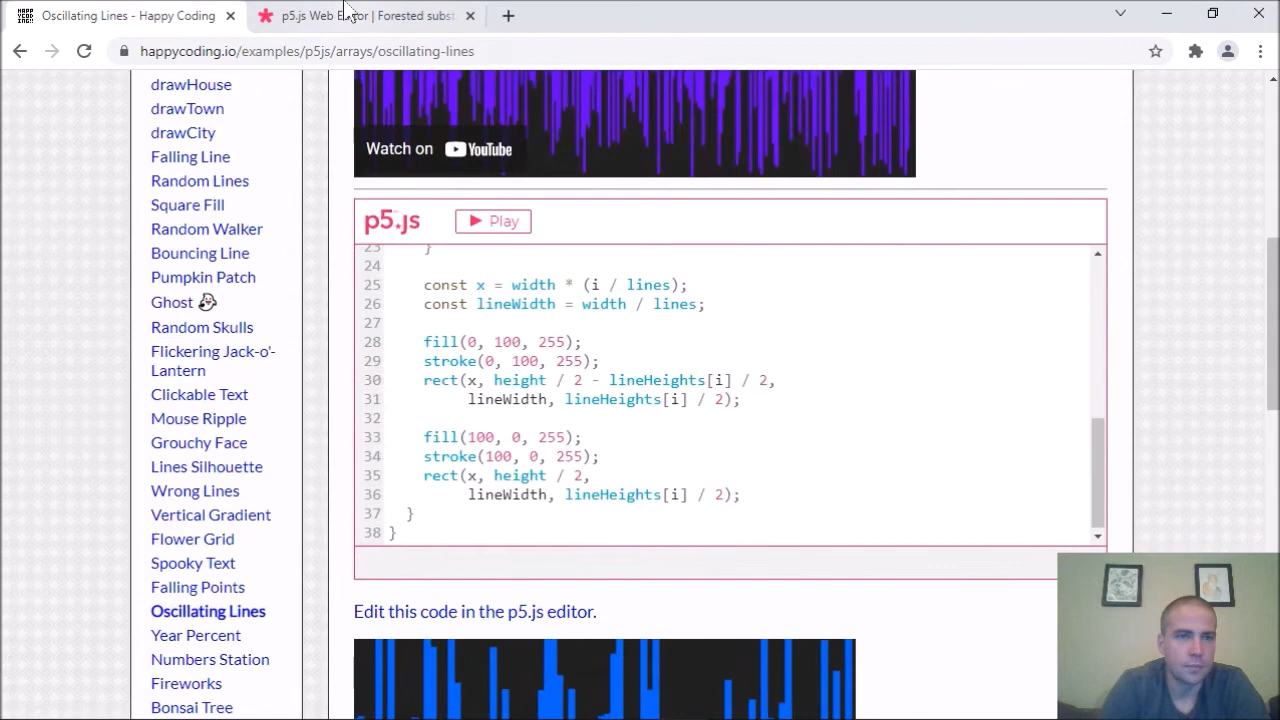 Oscillating Lines - Happy Coding
p5.js Web Editor | Forested subst
happycoding.io/examples/p5js/arrays/oscillating-lines
drawHouse
drawTown
drawCity
Falling Line
Random Lines
Square Fill
Random Walker
Bouncing Line
Pumpkin Patch
Ghost 👻
Random Skulls
Flickering Jack-o'-
Lantern
Clickable Text
Mouse Ripple
Grouchy Face
Lines Silhouette
Wrong Lines
Vertical Gradient
Flower Grid
Spooky Text
Falling Points
Oscillating Lines
Year Percent
Numbers Station
Fireworks
Bonsai Tree
Watch on YouTube
p5.js Play
23 }
24
25 const x = width * (i / lines);
26 const lineWidth = width / lines;
27
28 fill(0, 100, 255);
29 stroke(0, 100, 255);
30 rect(x, height / 2 - lineHeights[i] / 2,
31 lineWidth, lineHeights[i] / 2);
32
33 fill(100, 0, 255);
34 stroke(100, 0, 255);
35 rect(x, height / 2,
36 lineWidth, lineHeights[i] / 2);
37 }
38 }
Edit this code in the p5.js editor.